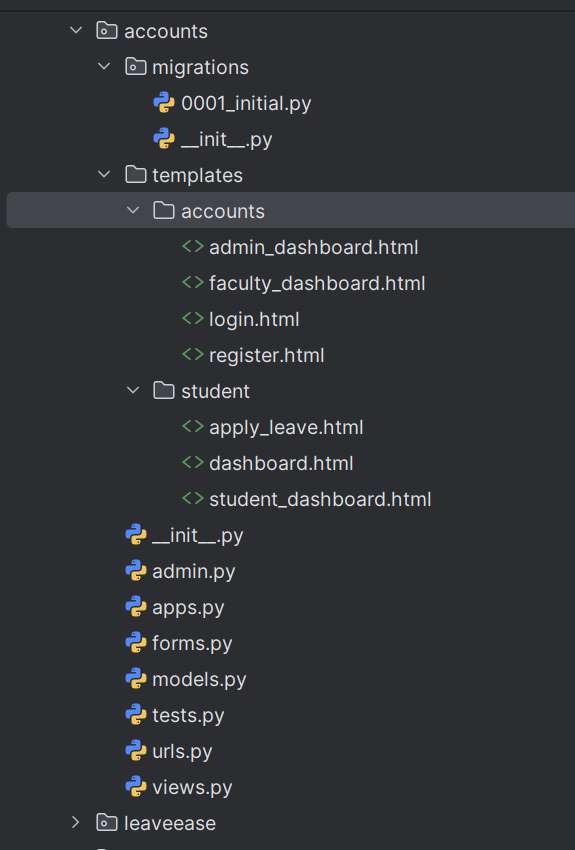 accounts
migrations
0001_initial.py
__init__.py
templates
accounts
admin_dashboard.html
faculty_dashboard.html
login.html
register.html
student
apply_leave.html
dashboard.html
student_dashboard.html
__init__.py
admin.py
apps.py
forms.py
models.py
tests.py
urls.py
views.py
leaveease